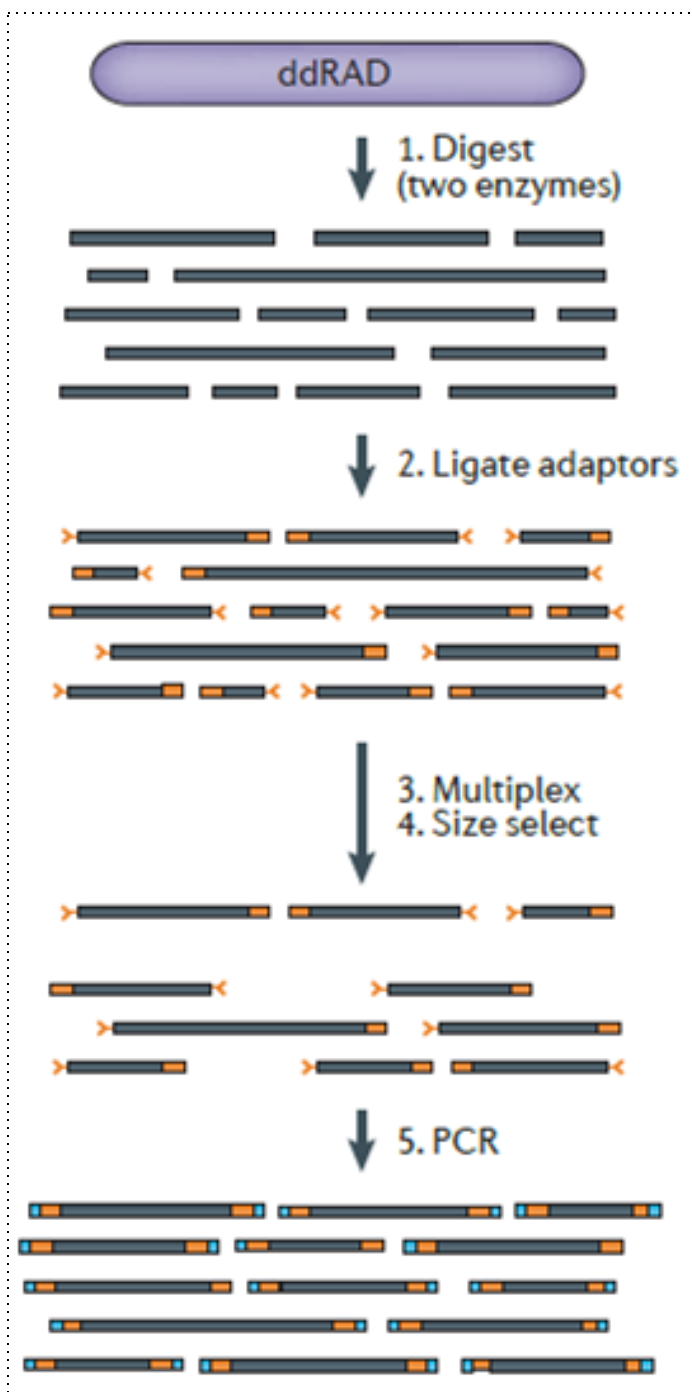 ddRAD
1. Digest
(two enzymes)
2. Ligate adaptors
3. Multiplex
4. Size select
5. PCR